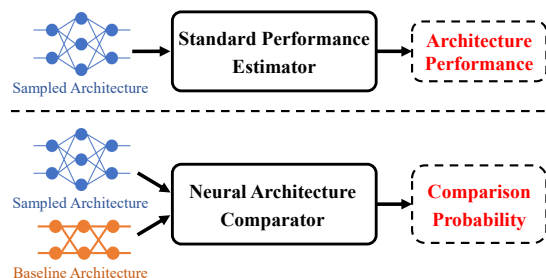 Standard Performance
Estimator
Architecture
Performance
Sampled Architecture
Sampled Architecture
Neural Architecture
Comparator
Comparison
Probability
Baseline Architecture